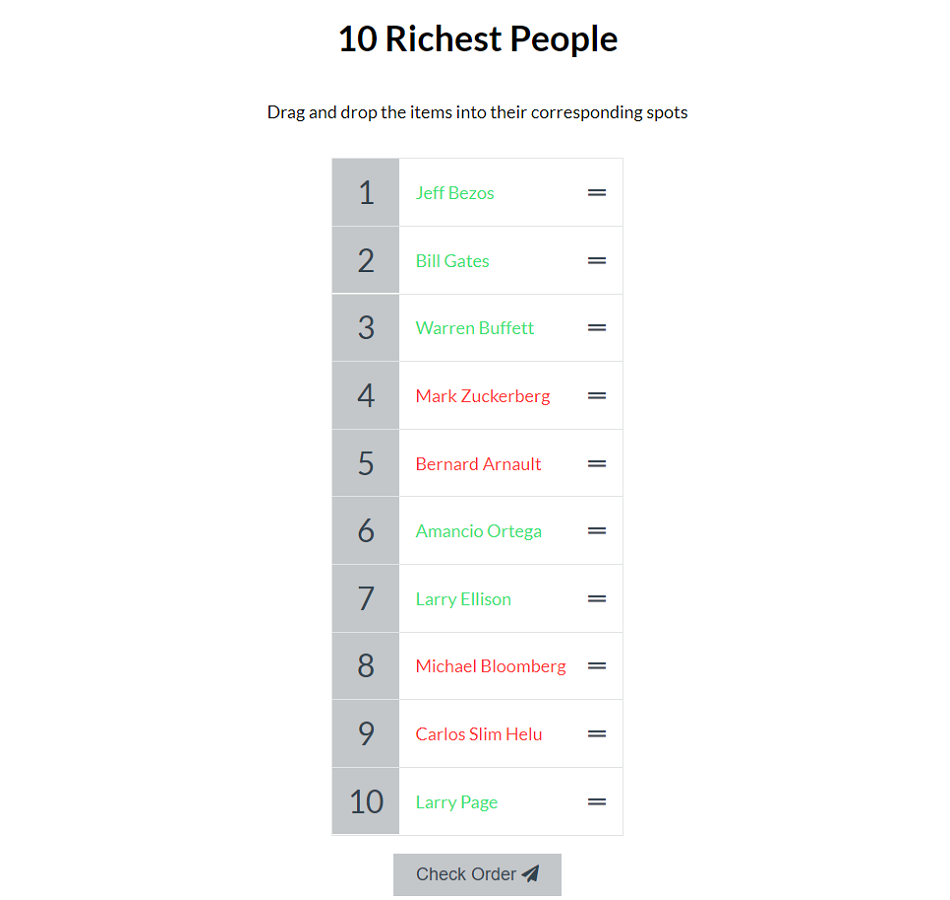 10 Richest People
Drag and drop the items into their corresponding spots
1 Jeff Bezos
2 Bill Gates
3 Warren Buffett
4 Mark Zuckerberg
5 Bernard Arnault
6 Amancio Ortega
7 Larry Ellison
8 Michael Bloomberg
9 Carlos Slim Helu
10 Larry Page
Check Order